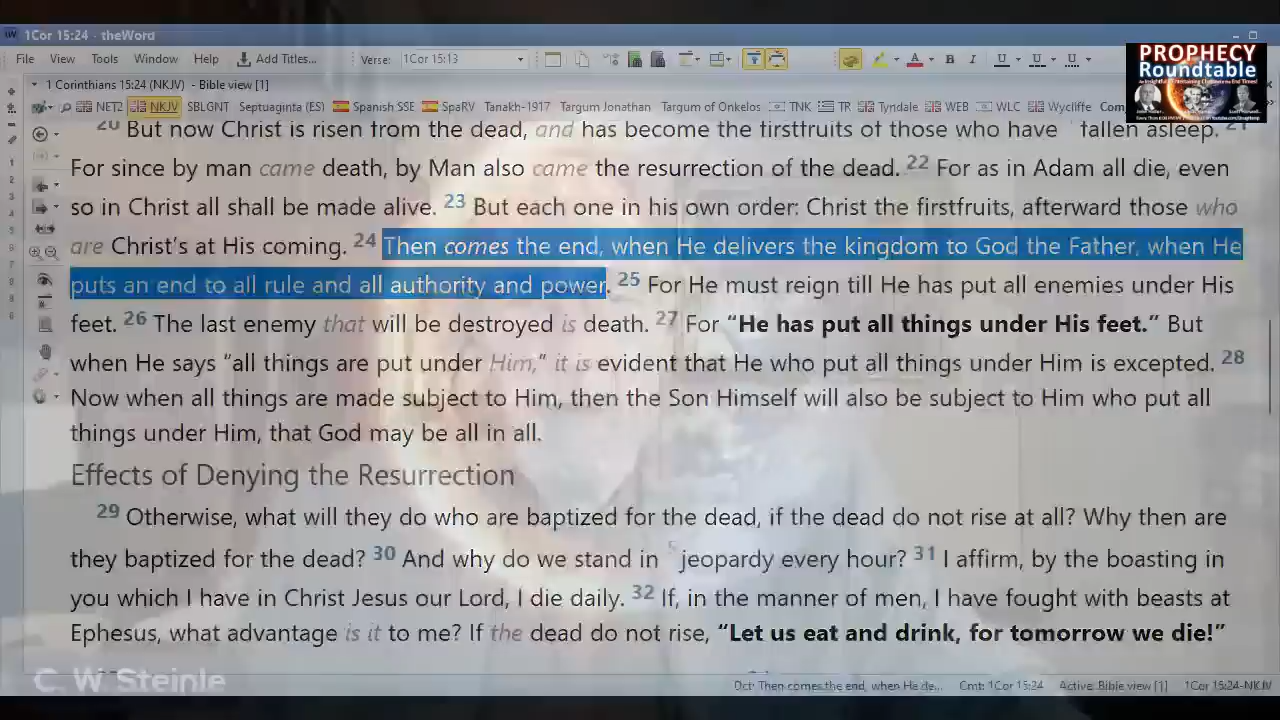 1Cor 15:24 - theWord
PROPHECY
Roundtable
File View Tools Window Help Add Titles... Verse: 1Cor 15:13
1 Corinthians 15:24 (NKJV) - Bible view [1]
NET2 NKJV SBLGNT Septuaginta (ES) Spanish SSE SpaRV Tanakh-1917 Targum Jonathan Targum of Onkelos TNK TR Tyndale WEB WLC Wycliffe
20 But now Christ is risen from the dead, and has become the firstfruits of those who have fallen asleep. 21
For since by man came death, by Man also came the resurrection of the dead. 22 For as in Adam all die, even
so in Christ all shall be made alive. 23 But each one in his own order: Christ the firstfruits, afterward those who
are Christ's at His coming. 24 Then comes the end, when He delivers the kingdom to God the Father, when He
puts an end to all rule and all authority and power. 25 For He must reign till He has put all enemies under His
feet. 26 The last enemy that will be destroyed is death. 27 For “He has put all things under His feet.” But
when He says “all things are put under Him,” it is evident that He who put all things under Him is excepted. 28
Now when all things are made subject to Him, then the Son Himself will also be subject to Him who put all
things under Him, that God may be all in all.
Effects of Denying the Resurrection
29 Otherwise, what will they do who are baptized for the dead, if the dead do not rise at all? Why then are
they baptized for the dead? 30 And why do we stand in jeopardy every hour? 31 I affirm, by the boasting in
you which I have in Christ Jesus our Lord, I die daily. 32 If, in the manner of men, I have fought with beasts at
Ephesus, what advantage is it to me? If the dead do not rise, “Let us eat and drink, for tomorrow we die!”
C. W. Steinle
Dct: Then comes the end, when He de... Cmt: 1Cor 15:24 Active: Bible view [1] 1Cor 15:24-NKJV